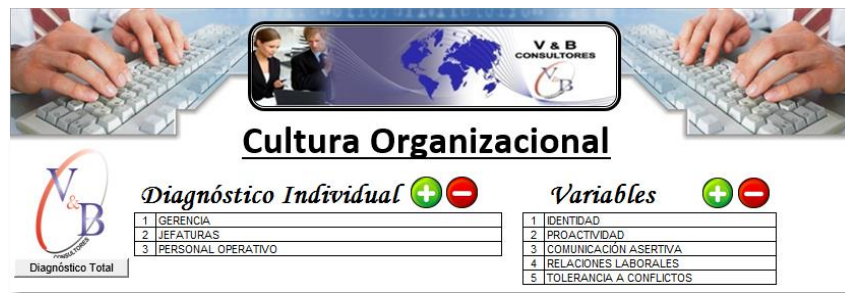 V & B
CONSULTORES
V&B
Cultura Organizacional
V&B
CONSULTORES
Diagnóstico Total
Diagnóstico Individual
1 GERENCIA
2 JEFATURAS
3 PERSONAL OPERATIVO
Variables
1 IDENTIDAD
2 PROACTIVIDAD
3 COMUNICACIÓN ASERTIVA
4 RELACIONES LABORALES
5 TOLERANCIA A CONFLICTOS